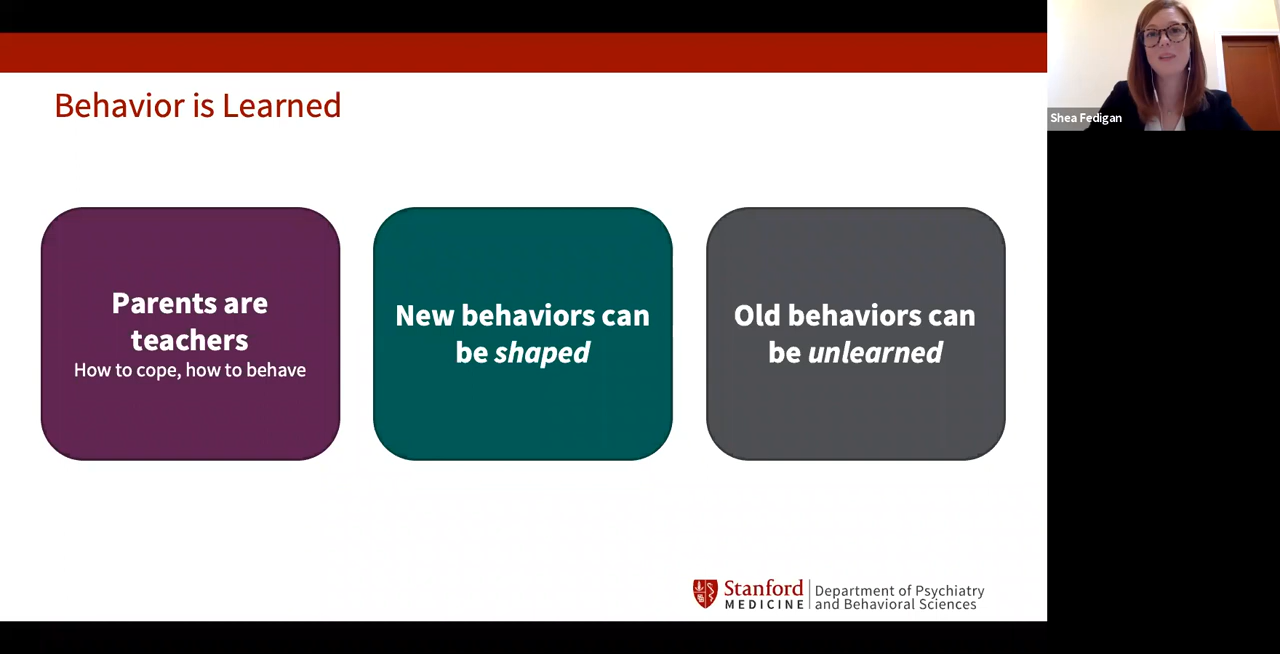 Behavior is Learned
Parents are
teachers
How to cope, how to behave
New behaviors can
be shaped
Old behaviors can
be unlearned
Shea Fedigan
Stanford
MEDICINE
Department of Psychiatry
and Behavioral Sciences